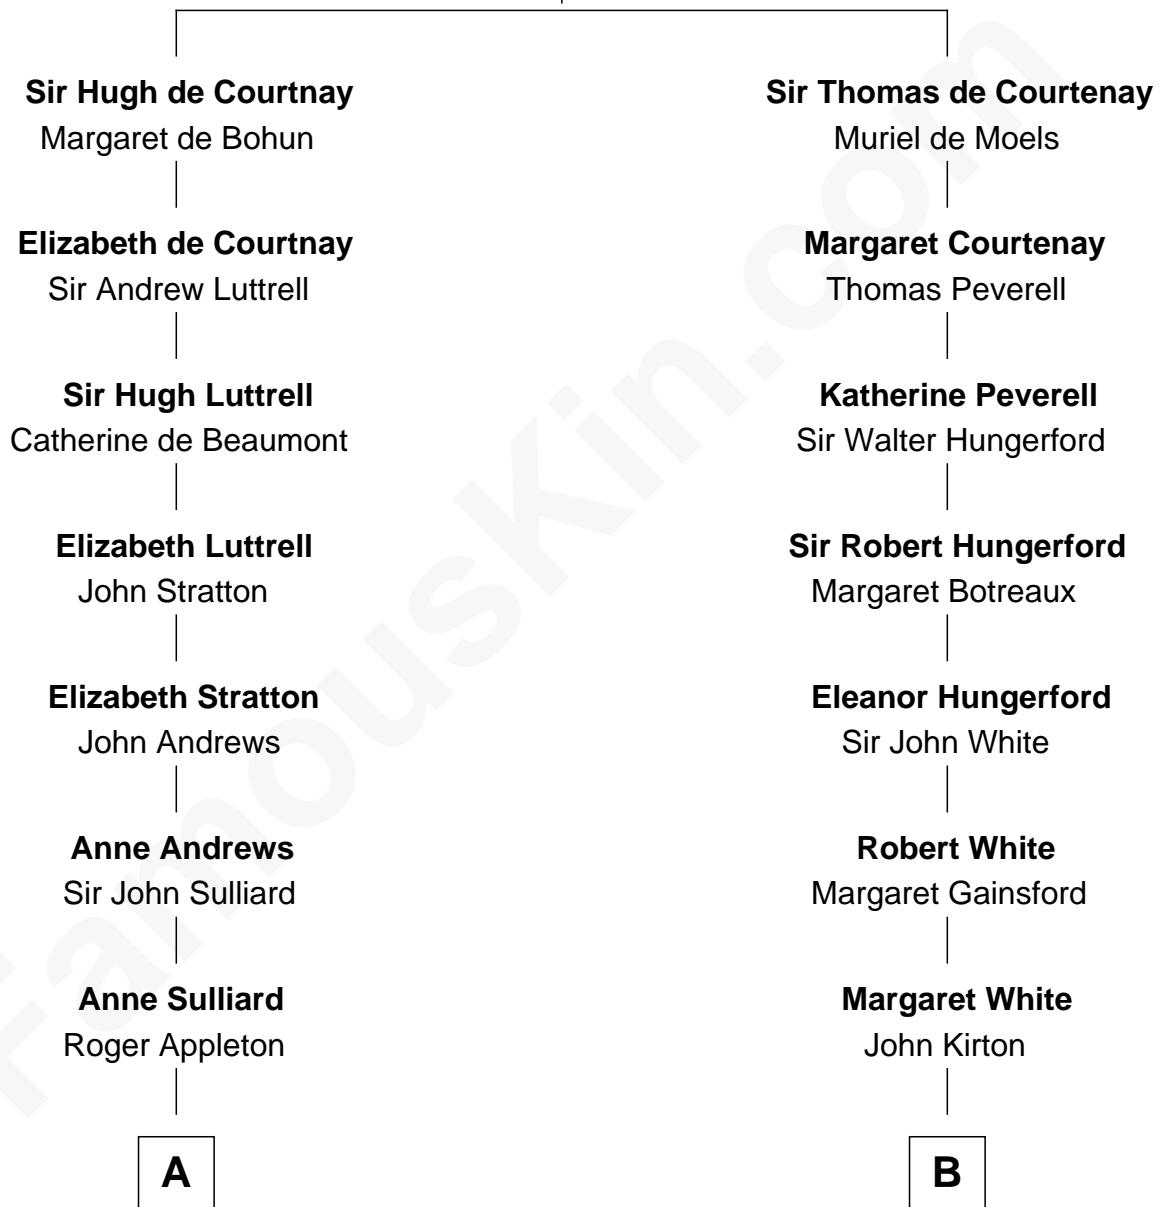 Sir Hugh de Courtnay
Margaret de Bohun
Elizabeth de Courtnay
Sir Andrew Luttrell
Sir Hugh Luttrell
Catherine de Beaumont
Elizabeth Luttrell
John Stratton
Elizabeth Stratton
John Andrews
Anne Andrews
Sir John Sulliard
Anne Sulliard
Roger Appleton
A
Sir Thomas de Courtenay
Muriel de Moels
Margaret Courtenay
Thomas Peverell
Katherine Peverell
Sir Walter Hungerford
Sir Robert Hungerford
Margaret Botreaux
Eleanor Hungerford
Sir John White
Robert White
Margaret Gainsford
Margaret White
John Kirton
B
FamousKin.com